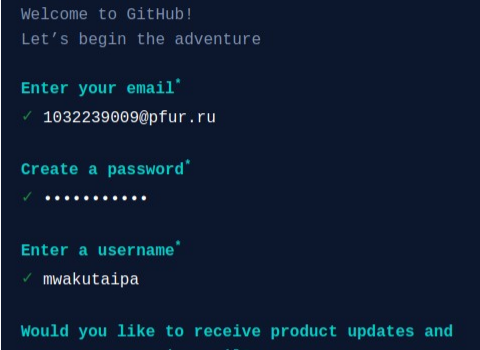 Welcome to GitHub!
Let’s begin the adventure
Enter your email*
✓ 1032239009@pfur.ru
Create a password*
✓ •••••••••••
Enter a username*
✓ mwakutaipa
Would you like to receive product updates and